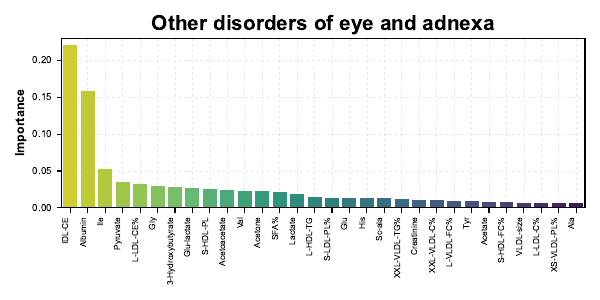 Other disorders of eye and adnexa
Importance
0.20
0.15
0.10
0.05
0.00
IDL-CE
Albumin
Ile
Pyruvate
L-LDL-CE%
Gly
3-Hydroxybutyrate
Glu-lactate
S-HDL-PL
Acetoacetate
Val
Acetone
SFA%
Lactate
L-HDL-TG
S-LDL-PL%
Glu
His
Sc-ala
XXL-VLDL-TG%
Creatinine
XXL-VLDL-C%
L-VLDL-FC%
Tyr
Acetate
S-HDL-FC%
VLDL-size
L-LDL-C%
XS-VLDL-PL%
Ala